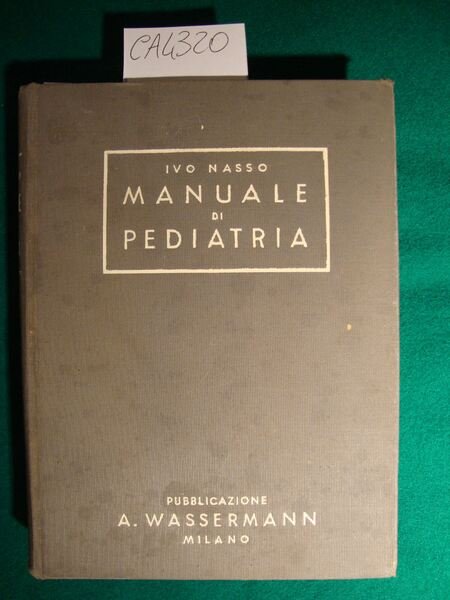 CA4320
IVO NASSO
MANUALE
DI
PEDIATRIA
PUBBLICAZIONE
A. WASSERMANN
MILANO